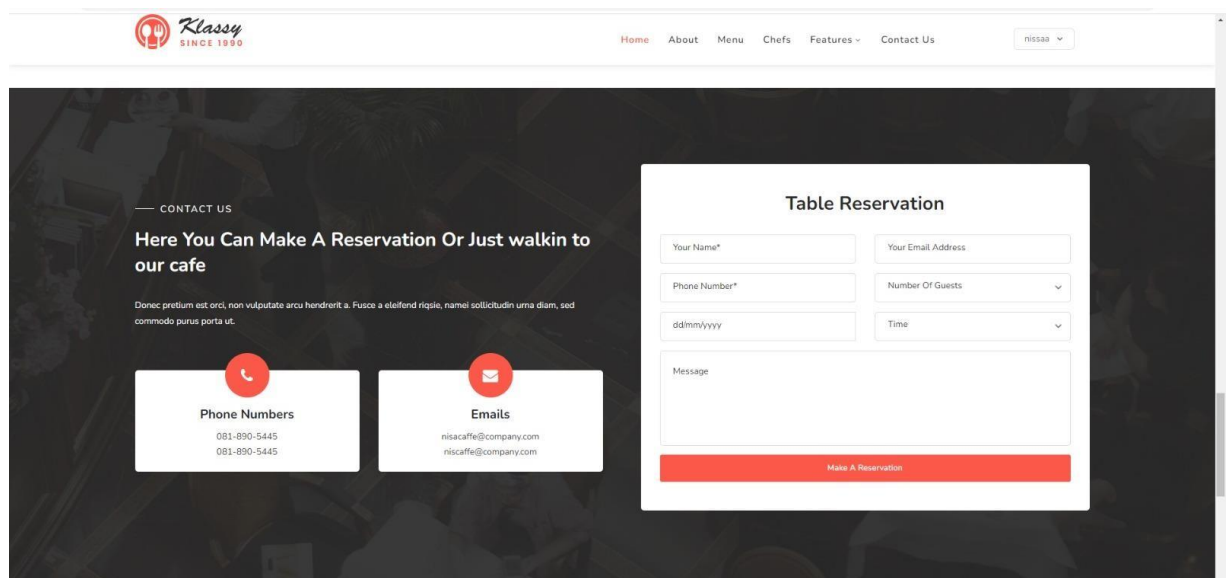 Klassy
SINCE 1990
Home About Menu Chefs Features Contact Us nissaa
CONTACT US
Here You Can Make A Reservation Or Just walkin to
our cafe
Donec pretium est orci, non vulputate arcu hendrerit a. Fusce a eleifend riqsie, namei sollicitudin urna diam, sed
commodo purus porta ut.
Phone Numbers
081-890-5445
081-890-5445
Emails
nisacaffe@company.com
niscaffe@company.com
Table Reservation
Your Name* Your Email Address
Phone Number* Number Of Guests
dd/mm/yyyy Time
Message
Make A Reservation